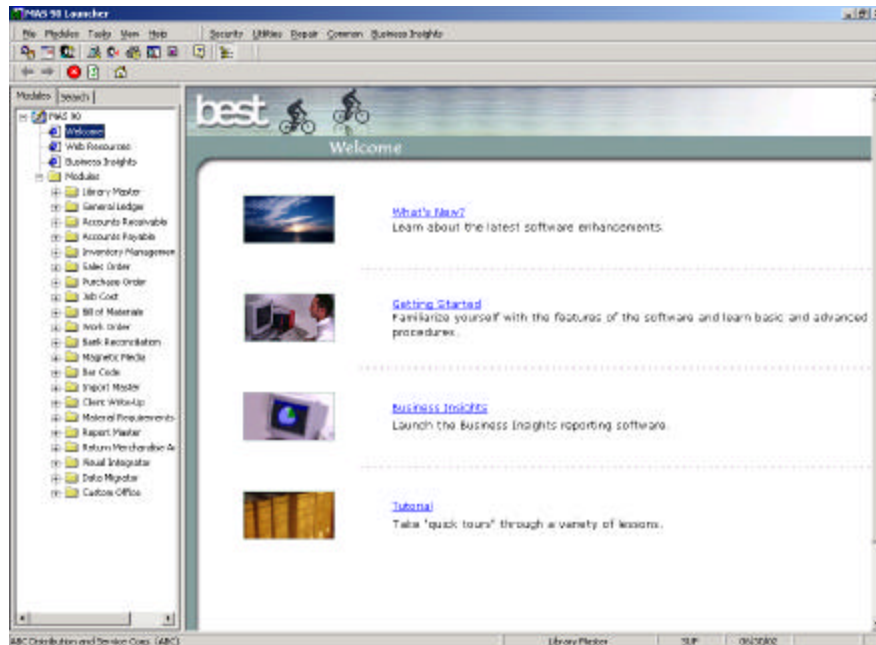 MAS 90 Launcher
File Modules Tasks View Help Security Utilities Repair Common Business Insights
Modules Search
MAS 90
Welcome
Web Resources
Business Insights
Modules
Library Master
General Ledger
Accounts Receivable
Accounts Payable
Inventory Managemen
Sales Order
Purchase Order
Job Cost
Bill of Materials
Work Order
Bank Reconciliation
Magnetic Media
Bar Code
Import Master
Client Write-Up
Material Requirements
Report Master
Return Merchandise A
Visual Integrator
Data Migrator
Custom Office
best
Welcome
What's New?
Learn about the latest software enhancements.
Getting Started
Familiarize yourself with the features of the software and learn basic and advanced
procedures.
Business Insights
Launch the Business Insights reporting software.
Tutorial
Take "quick tours" through a variety of lessons.
ABC Distribution and Service Corp. (ABC) Library Master SUP